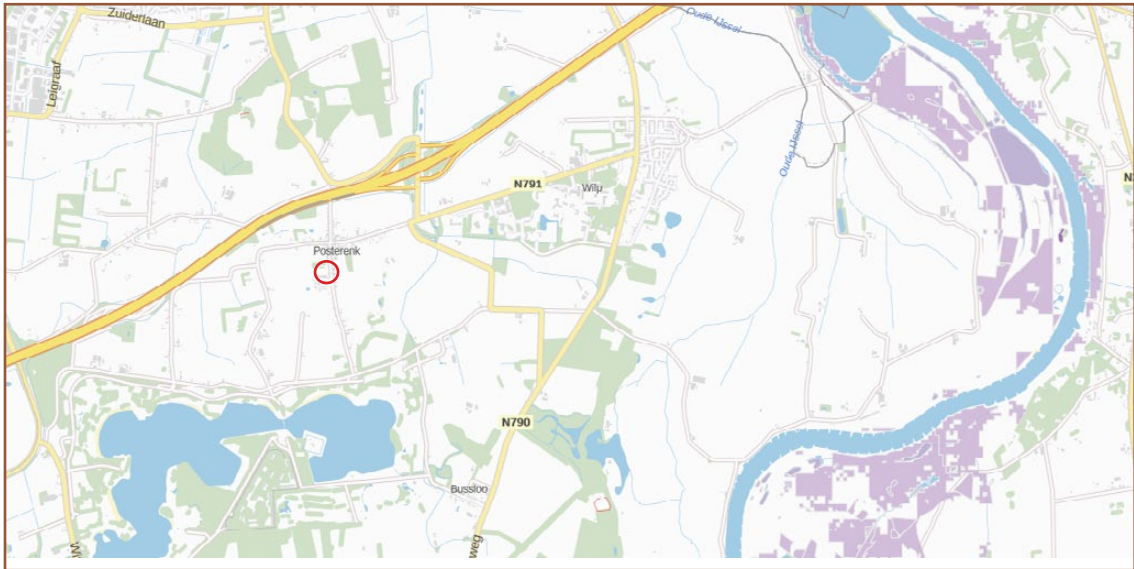 Zuiderlaan
Oude IJssel
Leigraaf
Oude IJssel
N791
Wilp
Posterenk
N790
Bussloo
weg